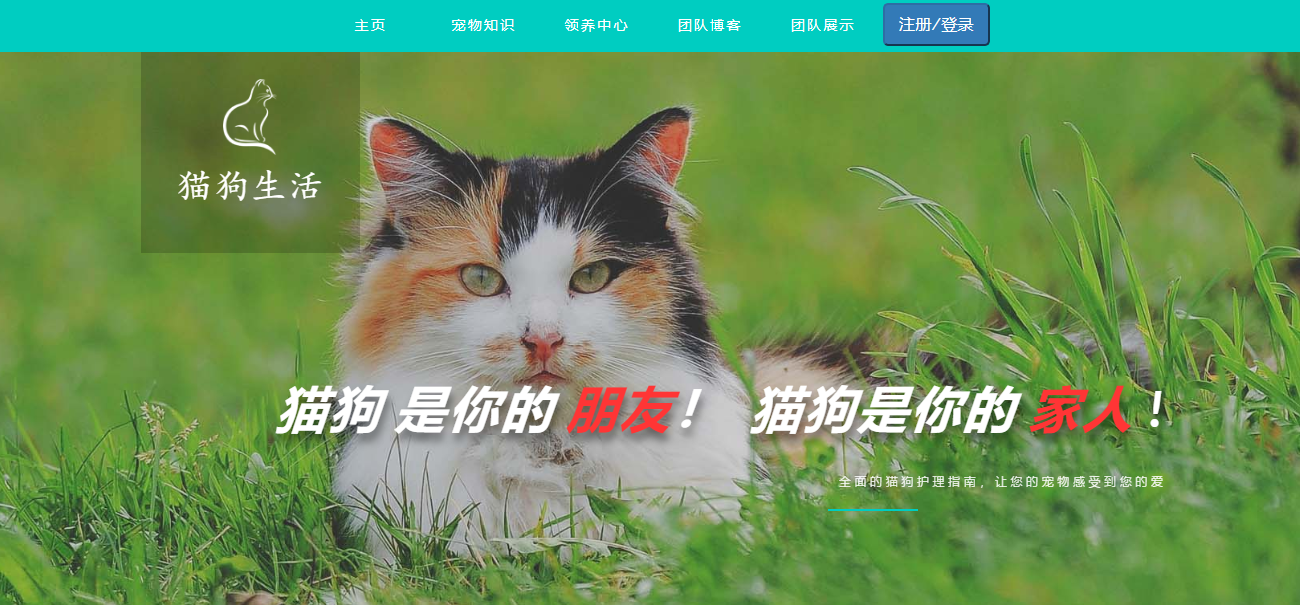 主页 宠物知识 领养中心 团队博客 团队展示 注册/登录
猫狗生活
猫狗 是你的 朋友! 猫狗是你的 家人 !
全面的猫狗护理指南，让您的宠物感受到您的爱